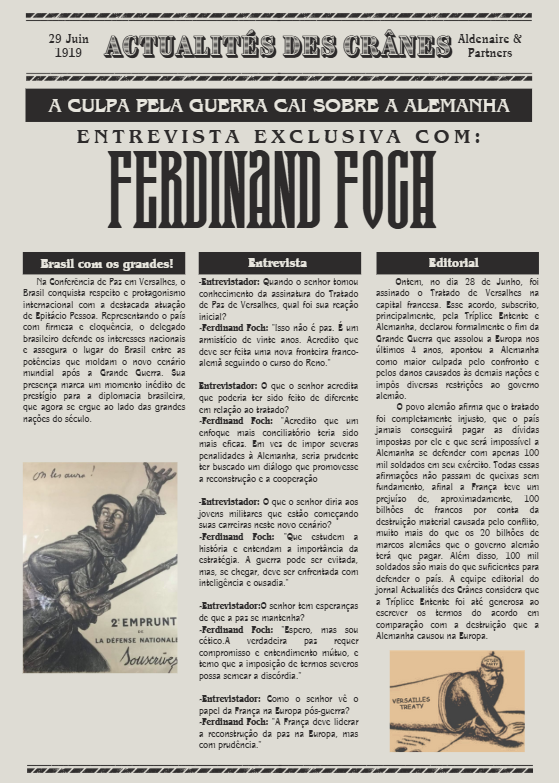 29 Juin
1919
ACTUALITÉS DES CRÂNES
Aldenaire &
Partners
A CULPA PELA GUERRA CAI SOBRE A ALEMANHA
ENTREVISTA EXCLUSIVA COM:
FERDINAND FOCH
Brasil com os grandes!
Na Conferência de Paz em Versalhes, o
Brasil conquista respeito e protagonismo
internacional com a destacada atuação
de Epitácio Pessoa. Representando o país
com firmeza e eloquência, o delegado
brasileiro defende os interesses nacionais
e assegura o lugar do Brasil entre as
potências que moldam o novo cenário
mundial após a Grande Guerra. Sua
presença marca um momento inédito de
prestígio para a diplomacia brasileira,
que agora se ergue ao lado das grandes
nações do século.
On les aura !
2E EMPRUNT
DE
LA DÉFENSE NATIONALE
Souscrivez
Entrevista
-Entrevistador: Quando o senhor tomou
conhecimento da assinatura do Tratado
de Paz de Versalhes, qual foi sua reação
inicial?
-Ferdinand Foch: "Isso não é paz. É um
armistício de vinte anos. Acredito que
deve ser feita uma nova fronteira franco-
alemã seguindo o curso do Reno."
Entrevistador: O que o senhor acredita
que poderia ter sido feito de diferente
em relação ao tratado?
-Ferdinand Foch: "Acredito que um
enfoque mais conciliatório teria sido
mais eficas. Em vez de impor severas
penalidades à Alemanha, seria prudente
ter buscado um diálogo que promovesse
a reconstrução e a cooperação
-Entrevistador: O que o senhor diria aos
jovens militares que estão começando
suas carreiras neste novo cenário?
-Ferdinand Foch: "Que estudem a
história e entendam a importância da
estratégia. A guerra pode ser evitada,
mas, se chegar, deve ser enfrentada com
inteligência e ousadia."
-Entrevistador:O senhor tem esperanças
de que a paz se mantenha?
-Ferdinand Foch: "Espero, mas sou
cético.A verdadeira paz requer
compromisso e entendimento mútuo, e
temo que a imposição de termos severos
possa semear a discórdia."
-Entrevistador: Como o senhor vê o
papel da França na Europa pós-guerra?
-Ferdinand Foch: "A França deve liderar
a reconstrução da paz na Europa, mas
com prudência."
Editorial
Ontem, no dia 28 de Junho, foi
assinado o Tratado de Versalhes na
capital francesa. Esse acordo, subscrito,
principalmente, pela Tríplice Entente e
Alemanha, declarou formalmente o fim da
Grande Guerra que assolou a Europa nos
últimos 4 anos, apontou a Alemanha
como maior culpada pelo confronto e
pelos danos causados às demais nações e
impôs diversas restrições ao governo
alemão.
O povo alemão afirma que o tratado
foi completamente injusto, que o país
jamais conseguirá pagar as dívidas
impostas por ele e que será impossível a
Alemanha se defender com apenas 100
mil soldados em seu exército. Todas essas
afirmações não passam de queixas sem
fundamento, afinal a França teve um
prejuízo de, aproximadamente, 100
bilhões de francos por conta da
destruição material causada pelo conflito,
muito mais do que os 20 bilhões de
marcos alemães que o governo alemão
terá que pagar. Além disso, 100 mil
soldados são mais do que suficientes para
defender o país. A equipe editorial do
jornal Actualités des Crânes considera que
a Tríplice Entente foi até generosa ao
escrever os termos do acordo em
comparação com a destruição que a
Alemanha causou na Europa.
VERSAILLES
TREATY